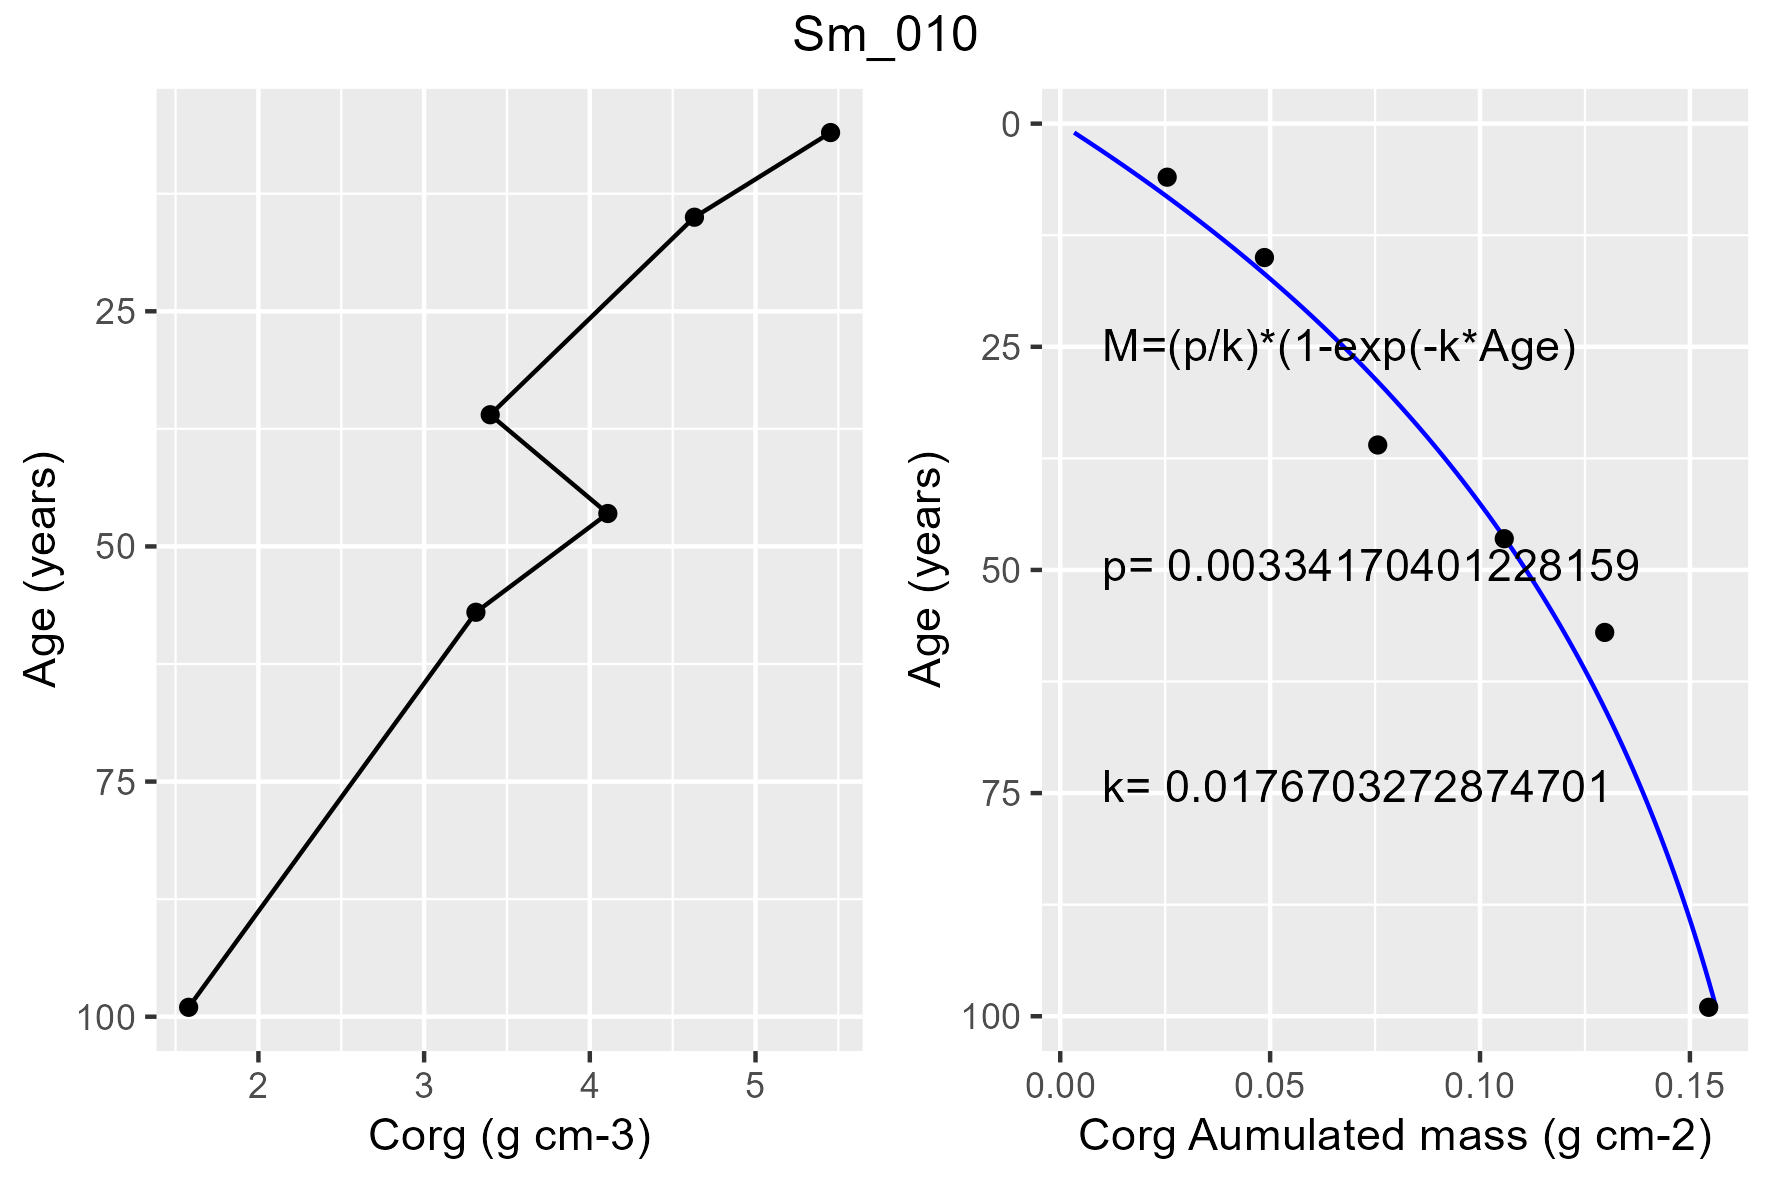 Sm_010
Age (years)
25
50
75
100
2
3
4
5
Corg (g cm-3)
Age (years)
0
25
50
75
100
M=(p/k)*(1-exp(-k*Age)
p= 0.00334170401228159
k= 0.0176703272874701
0.00
0.05
0.10
0.15
Corg Aumulated mass (g cm-2)